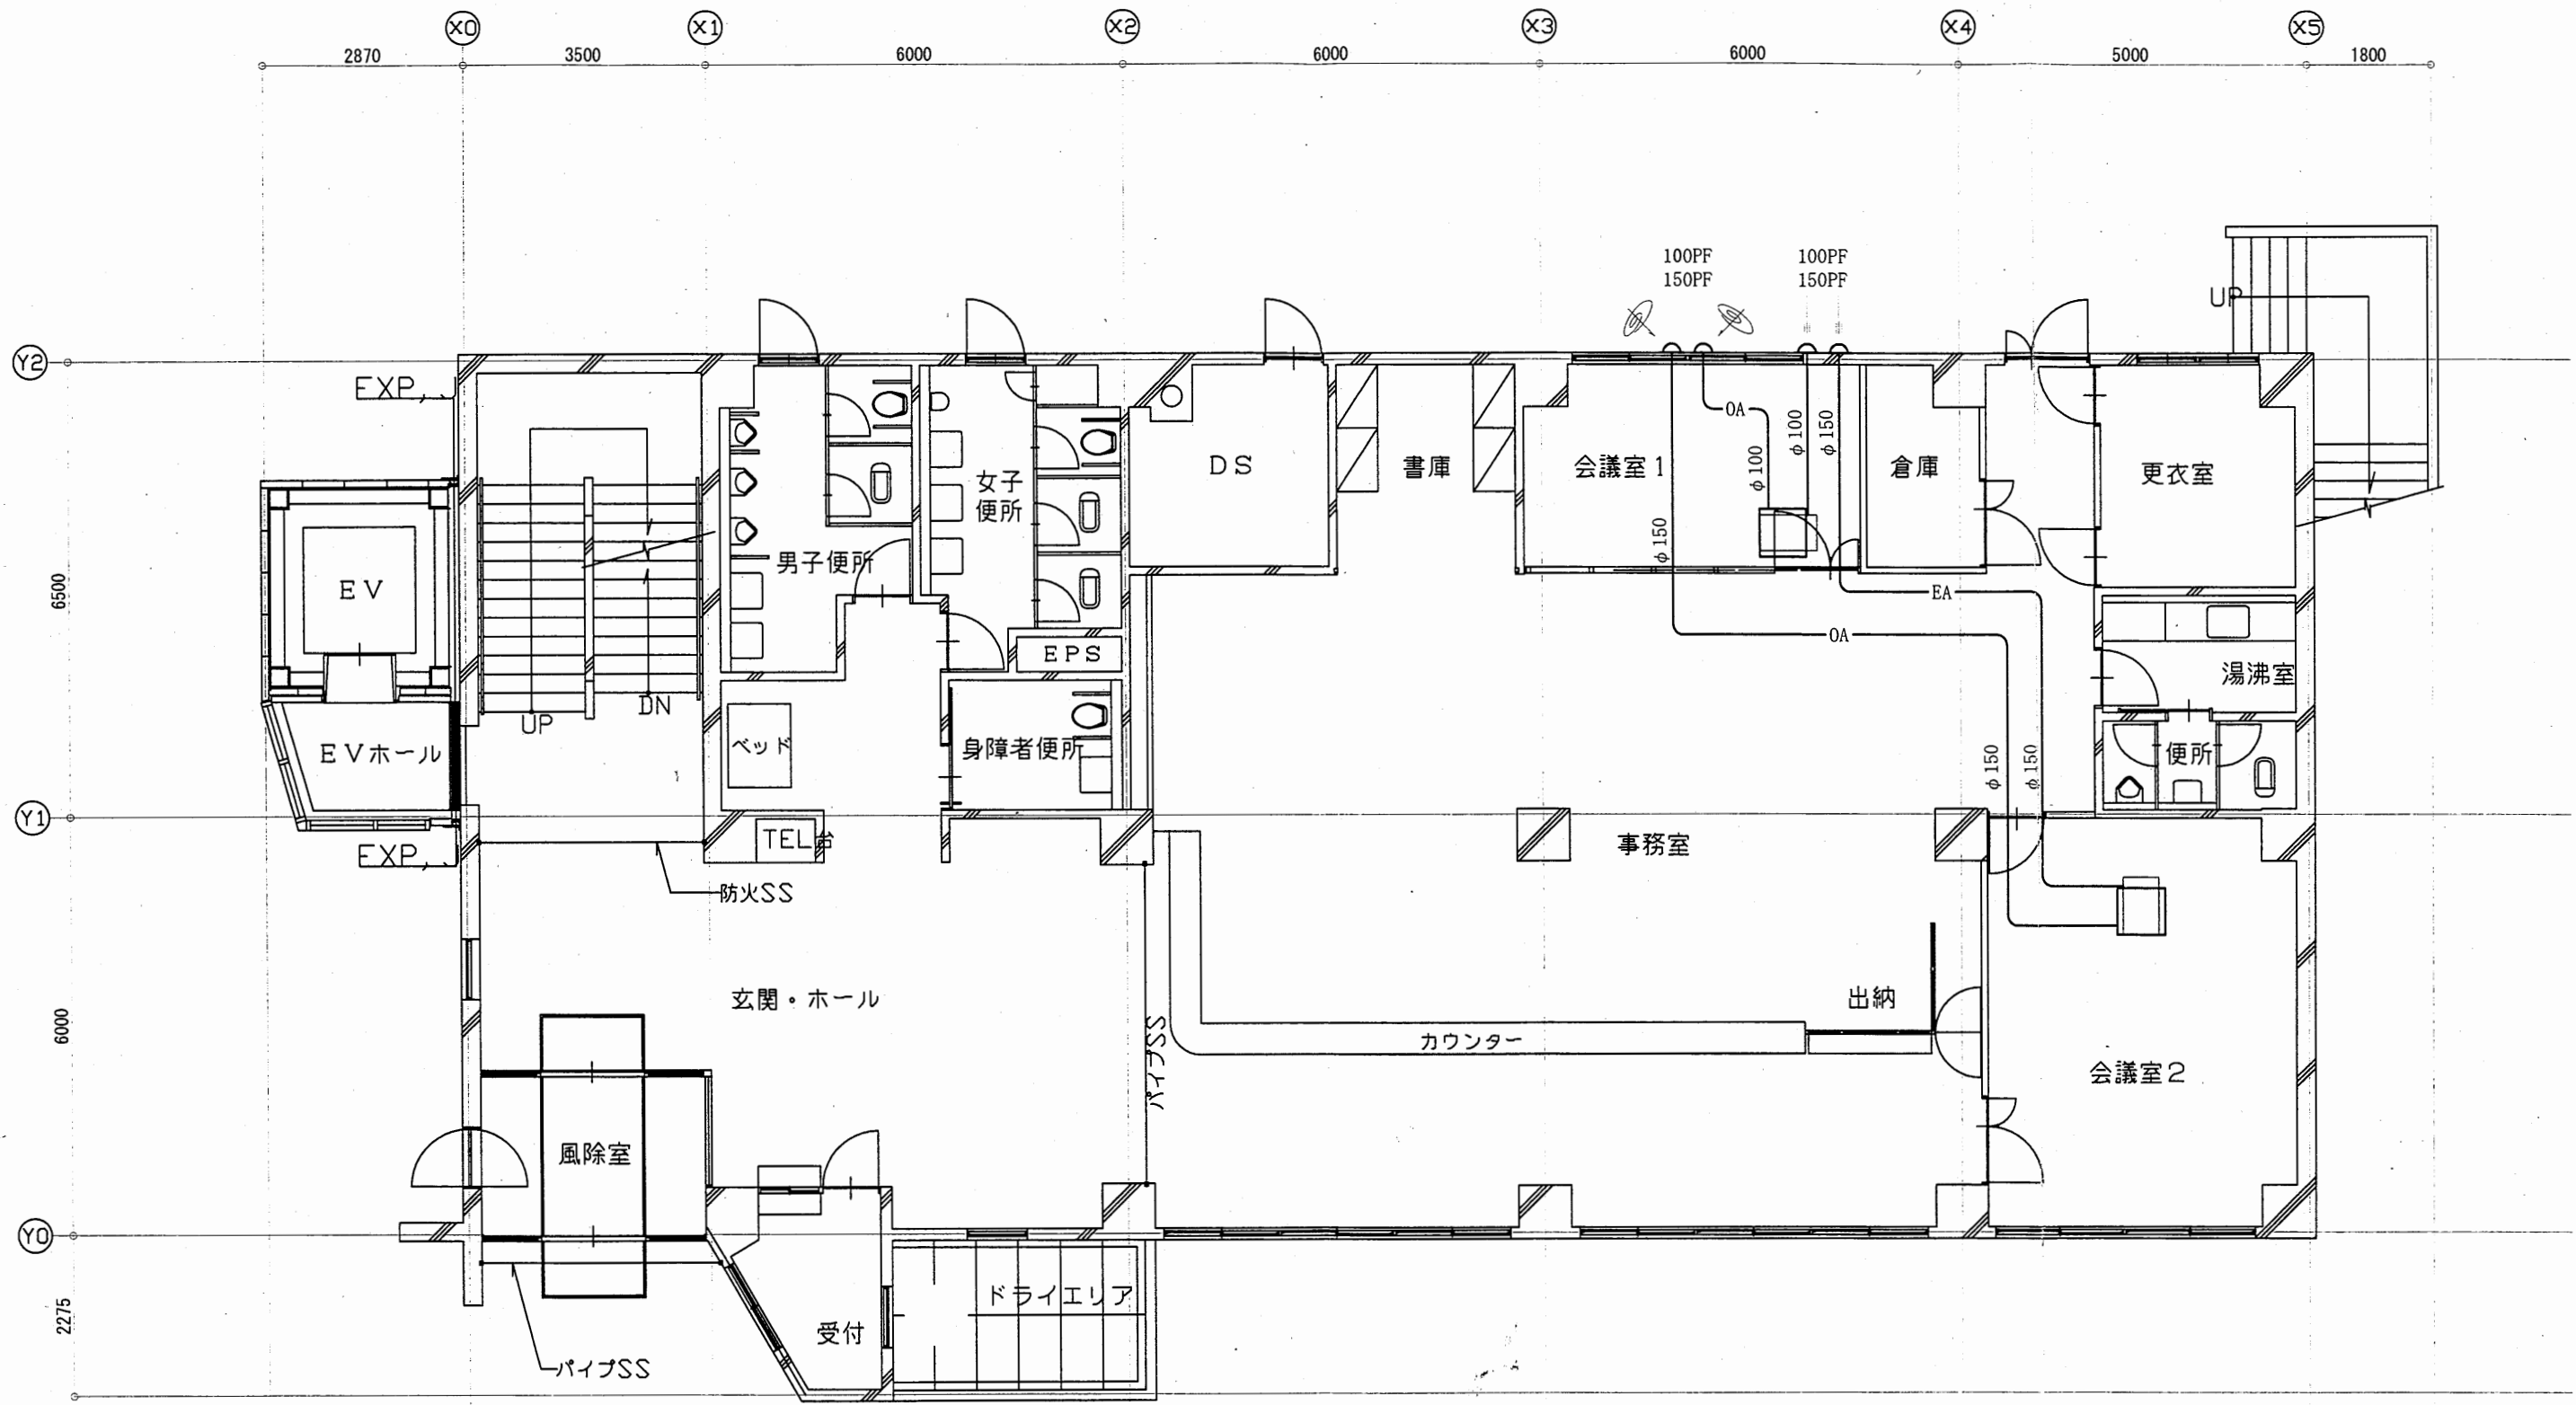 X0
X1
X2
X3
X4
X5
2870
3500
6000
6000
6000
5000
1800
100PF
150PF
100PF
150PF
UP
Y2
EXP.
OA
φ100
φ100
φ150
女子
便所
DS
書庫
会議室1
倉庫
更衣室
φ150
男子便所
EV
6500
EA
OA
EPS
湯沸室
UP
DN
ベッド
身障者便所
EVホール
φ150
φ150
便所
Y1
TEL台
事務室
EXP.
防火SS
玄関・ホール
出納
6000
カウンター
パイプSS
会議室2
風除室
Y0
ドライエリア
2275
受付
パイプSS